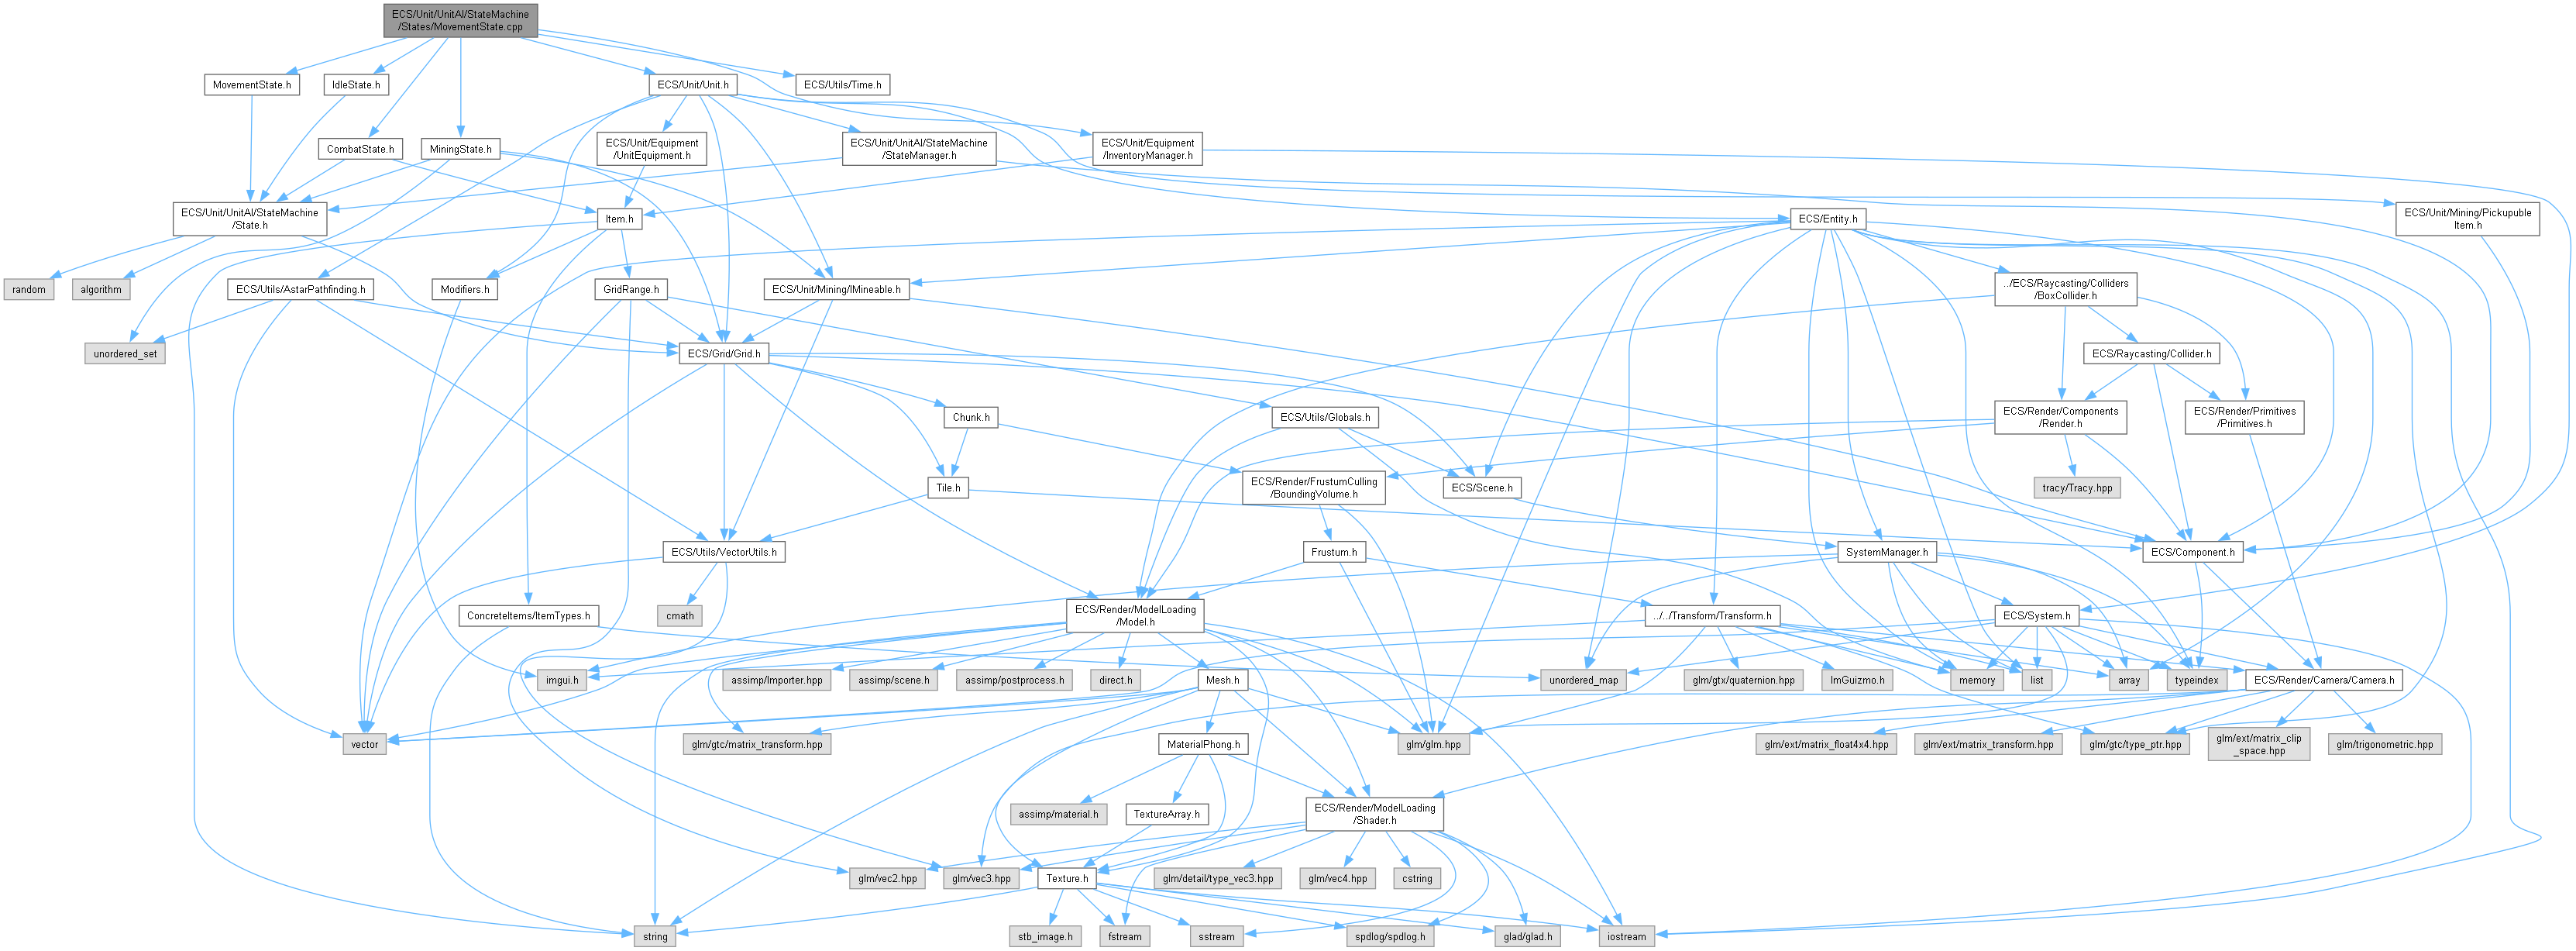 ECS/Unit/UnitAI/StateMachine
/States/MovementState.cpp
MovementState.h
IdleState.h
ECS/Unit/Unit.h
ECS/Utils/Time.h
CombatState.h
MiningState.h
ECS/Unit/Equipment
/UnitEquipment.h
ECS/Unit/UnitAI/StateMachine
/StateManager.h
ECS/Unit/Equipment
/InventoryManager.h
ECS/Unit/UnitAI/StateMachine
/State.h
Item.h
ECS/Entity.h
ECS/Unit/Mining/Pickupuble
Item.h
random
algorithm
ECS/Utils/AstarPathfinding.h
Modifiers.h
GridRange.h
ECS/Unit/Mining/IMineable.h
../ECS/Raycasting/Colliders
/BoxCollider.h
unordered_set
ECS/Grid/Grid.h
ECS/Raycasting/Collider.h
Chunk.h
ECS/Utils/Globals.h
ECS/Render/Components
/Render.h
ECS/Render/Primitives
/Primitives.h
Tile.h
ECS/Render/FrustumCulling
/BoundingVolume.h
ECS/Scene.h
tracy/Tracy.hpp
ECS/Utils/VectorUtils.h
Frustum.h
SystemManager.h
ECS/Component.h
cmath
ConcreteItems/ItemTypes.h
ECS/Render/ModelLoading
/Model.h
../../Transform/Transform.h
ECS/System.h
imgui.h
assimp/Importer.hpp
assimp/scene.h
assimp/postprocess.h
direct.h
Mesh.h
unordered_map
glm/gtx/quaternion.hpp
ImGuizmo.h
memory
list
array
typeindex
ECS/Render/Camera/Camera.h
vector
glm/gtc/matrix_transform.hpp
MaterialPhong.h
glm/glm.hpp
glm/ext/matrix_float4x4.hpp
glm/ext/matrix_transform.hpp
glm/gtc/type_ptr.hpp
glm/ext/matrix_clip
_space.hpp
glm/trigonometric.hpp
assimp/material.h
TextureArray.h
ECS/Render/ModelLoading
/Shader.h
glm/vec2.hpp
glm/vec3.hpp
Texture.h
glm/detail/type_vec3.hpp
glm/vec4.hpp
cstring
string
stb_image.h
fstream
sstream
spdlog/spdlog.h
glad/glad.h
iostream